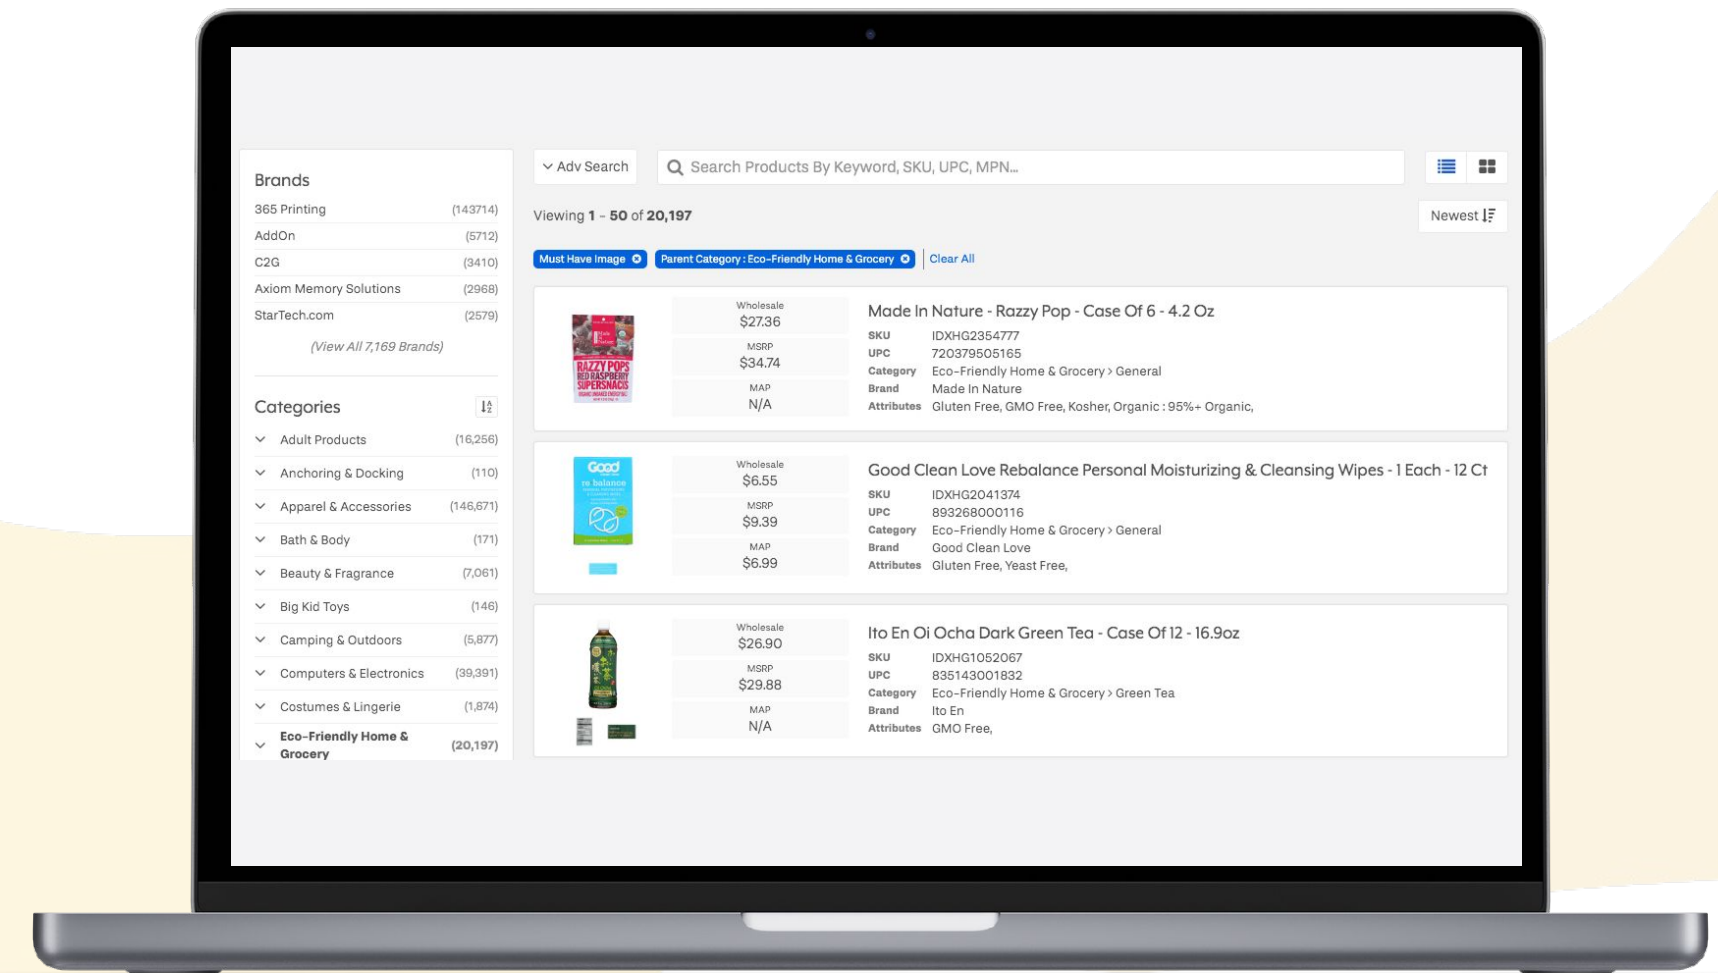 Brands
365 Printing (143714)
AddOn (5712)
C2G (3410)
Axiom Memory Solutions (2968)
StarTech.com (2579)
(View All 7,169 Brands)
Categories
Adult Products (16,256)
Anchoring & Docking (110)
Apparel & Accessories (146,671)
Bath & Body (171)
Beauty & Fragrance (7,061)
Big Kid Toys (146)
Camping & Outdoors (5,877)
Computers & Electronics (39,391)
Costumes & Lingerie (1,874)
Eco-Friendly Home &
Grocery (20,197)
Adv Search
Search Products By Keyword, SKU, UPC, MPN...
Viewing 1 - 50 of 20,197
Newest
Must Have Image
Parent Category : Eco-Friendly Home & Grocery
Clear All
Made in Nature
RAZZY POPS
RED RASPBERRY
SUPERSNACKS
Wholesale
$27.36
MSRP
$34.74
MAP
N/A
Made In Nature - Razzy Pop - Case Of 6 - 4.2 Oz
SKU IDXHG2354777
UPC 720379505165
Category Eco-Friendly Home & Grocery > General
Brand Made In Nature
Attributes Gluten Free, GMO Free, Kosher, Organic : 95%+ Organic,
Good
re.balance
Wholesale
$6.55
MSRP
$9.39
MAP
$6.99
Good Clean Love Rebalance Personal Moisturizing & Cleansing Wipes - 1 Each - 12 Ct
SKU IDXHG2041374
UPC 893268000116
Category Eco-Friendly Home & Grocery > General
Brand Good Clean Love
Attributes Gluten Free, Yeast Free,
Wholesale
$26.90
MSRP
$29.88
MAP
N/A
Ito En Oi Ocha Dark Green Tea - Case Of 12 - 16.9oz
SKU IDXHG1052067
UPC 835143001832
Category Eco-Friendly Home & Grocery > Green Tea
Brand Ito En
Attributes GMO Free,